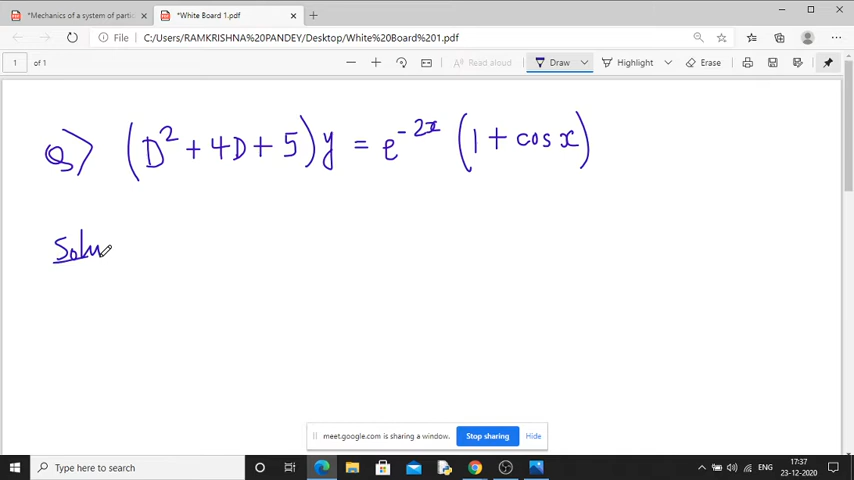 *Mechanics of a system of partic
*White Board 1.pdf
File C:/Users/RAMKRISHNA%20PANDEY/Desktop/White%20Board%201.pdf
1 of 1 Read aloud Draw Highlight Erase
Q> (D² + 4D + 5) y = e⁻²ˣ (1 + cos x)
Soln
meet.google.com is sharing a window. Stop sharing Hide
Type here to search
ENG
17:37
23-12-2020